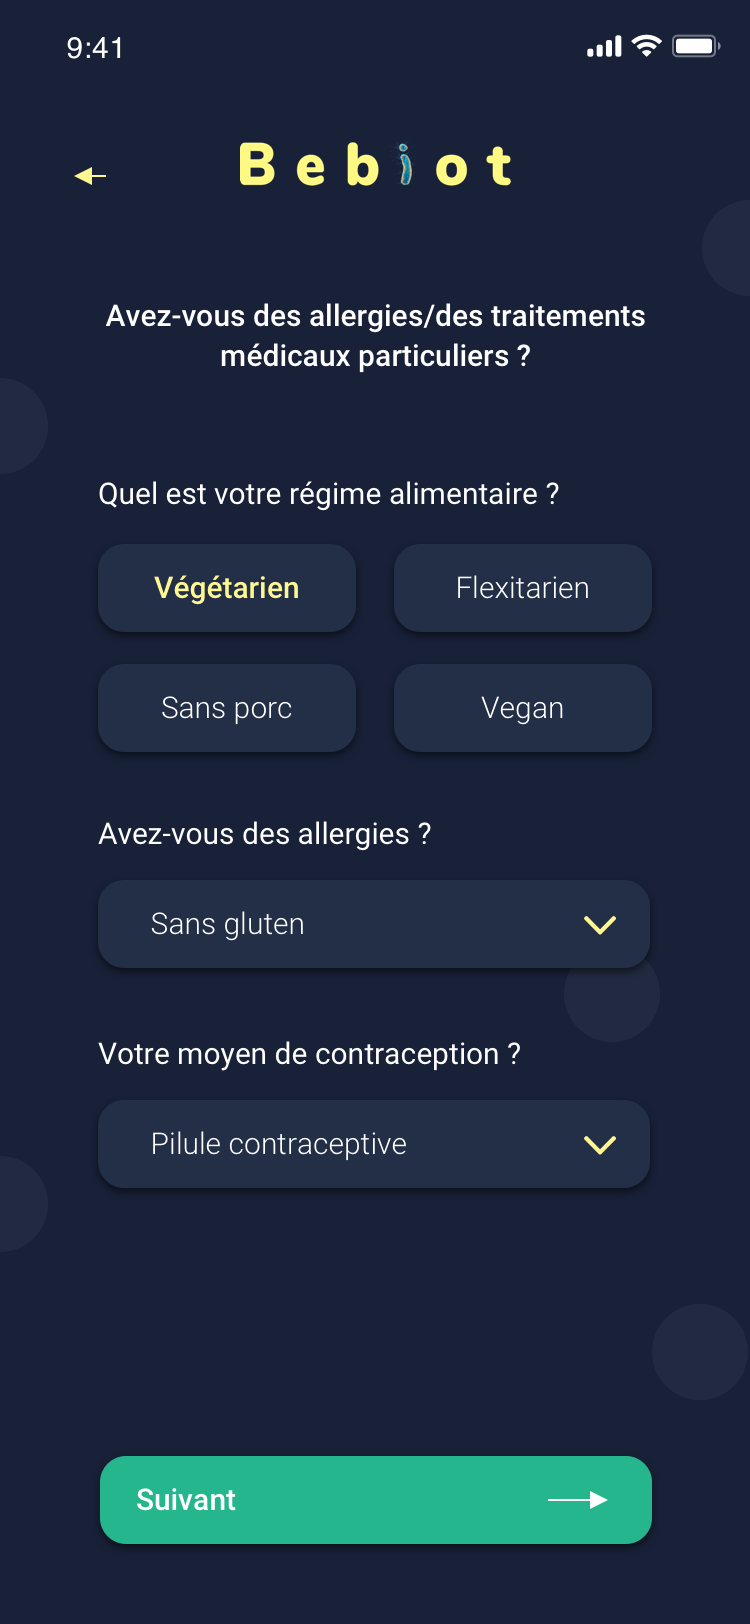 9:41
Bebiot
Avez-vous des allergies/des traitements
médicaux particuliers ?
Quel est votre régime alimentaire ?
Végétarien
Flexitarien
Sans porc
Vegan
Avez-vous des allergies ?
Sans gluten
Votre moyen de contraception ?
Pilule contraceptive
Suivant